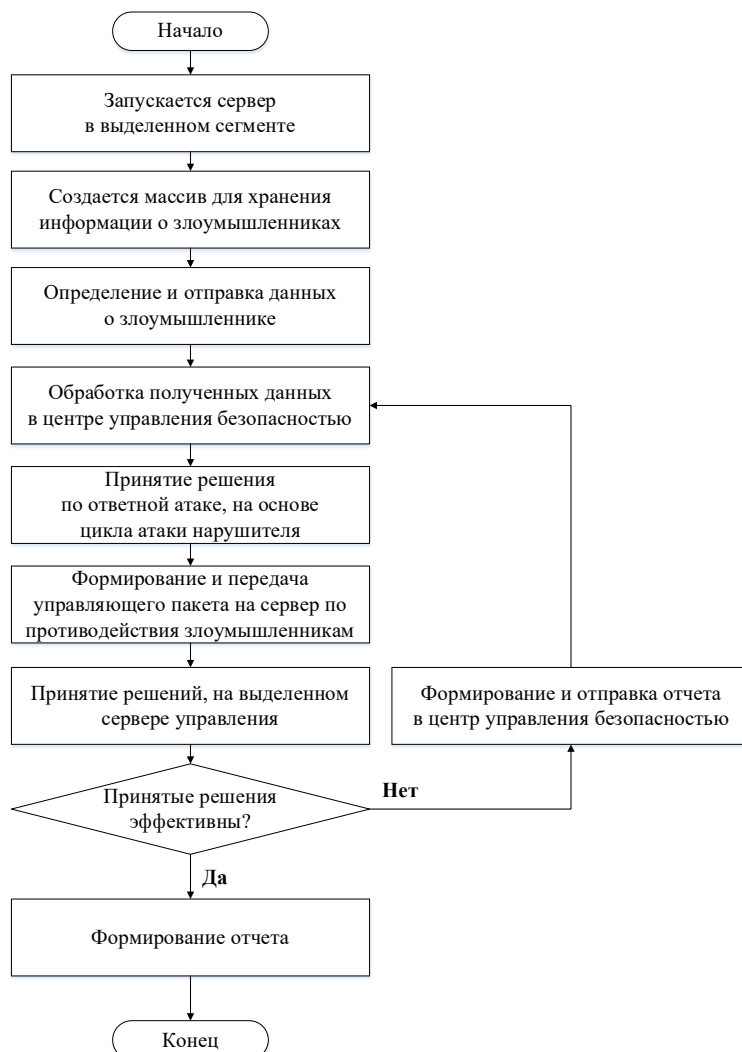 Начало
Запускается сервер
в выделенном сегменте
Создается массив для хранения
информации о злоумышленниках
Определение и отправка данных
о злоумышленнике
Обработка полученных данных
в центре управления безопасностью
Принятие решения
по ответной атаке, на основе
цикла атаки нарушителя
Формирование и передача
управляющего пакета на сервер по
противодействия злоумышленникам
Принятие решений, на выделенном
сервере управления
Формирование и отправка отчета
в центр управления безопасностью
Принятые решения
эффективны?
Нет
Да
Формирование отчета
Конец